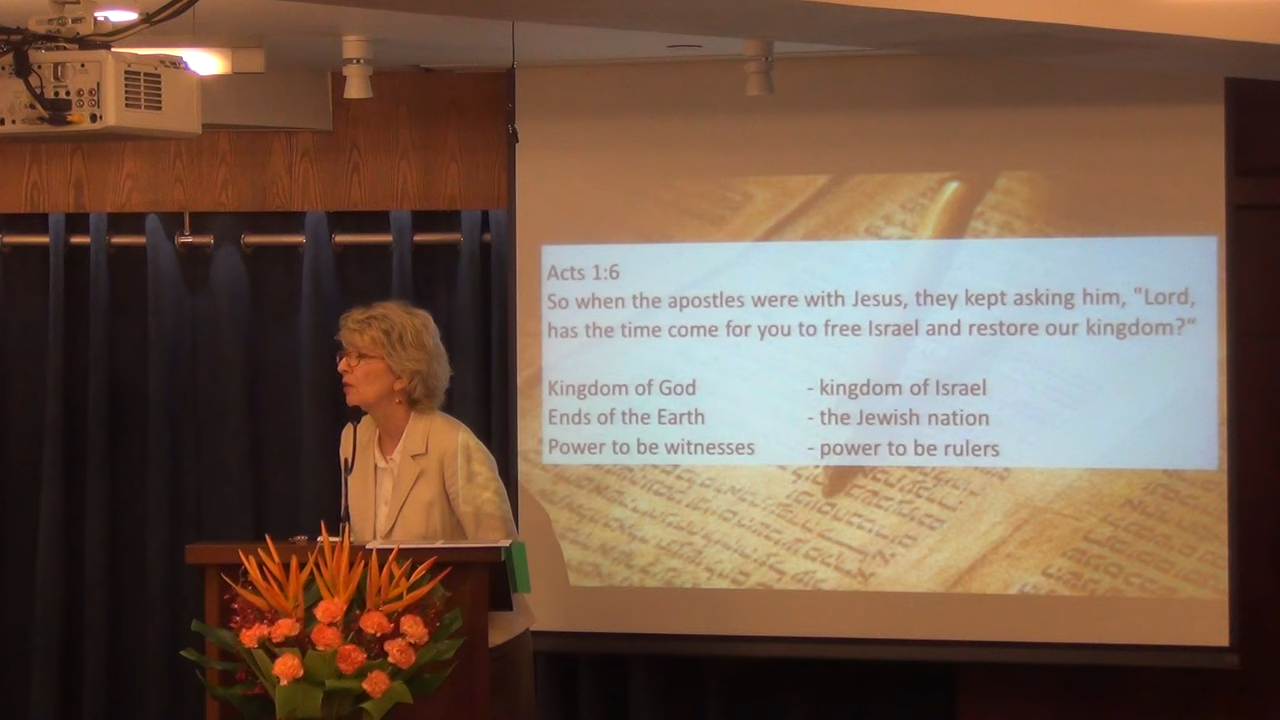 Acts 1:6
So when the apostles were with Jesus, they kept asking him, "Lord,
has the time come for you to free Israel and restore our kingdom?"
Kingdom of God - kingdom of Israel
Ends of the Earth - the Jewish nation
Power to be witnesses - power to be rulers